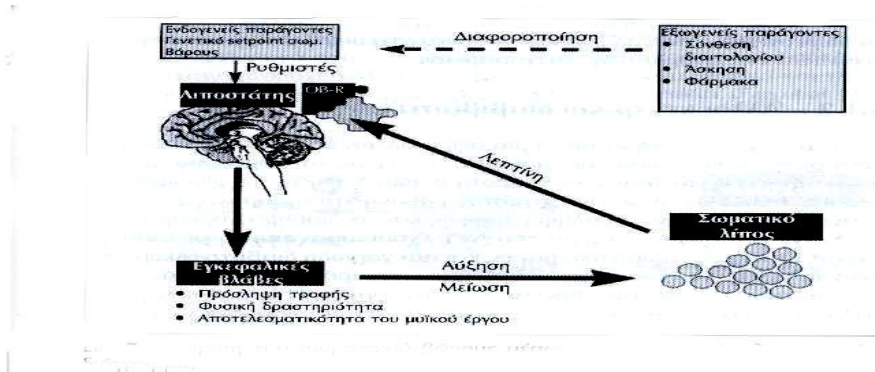 Ενδογενείς παράγοντες
Γενετικό setpoint σωμ.
Βάρους
Διαφοροποίηση
Εξωγενείς παράγοντες
• Σύνθεση
διαιτολογίου
• Άσκηση
• Φάρμακα
Ρυθμιστές
Λιποστάτης
OB-R
Λεπτίνη
Σωματικό
λίπος
Εγκεφαλικές
βλάβες
Αύξηση
Μείωση
• Πρόσληψη τροφής
• Φυσική δραστηριότητα
• Αποτελεσματικότητα του μυϊκού έργου